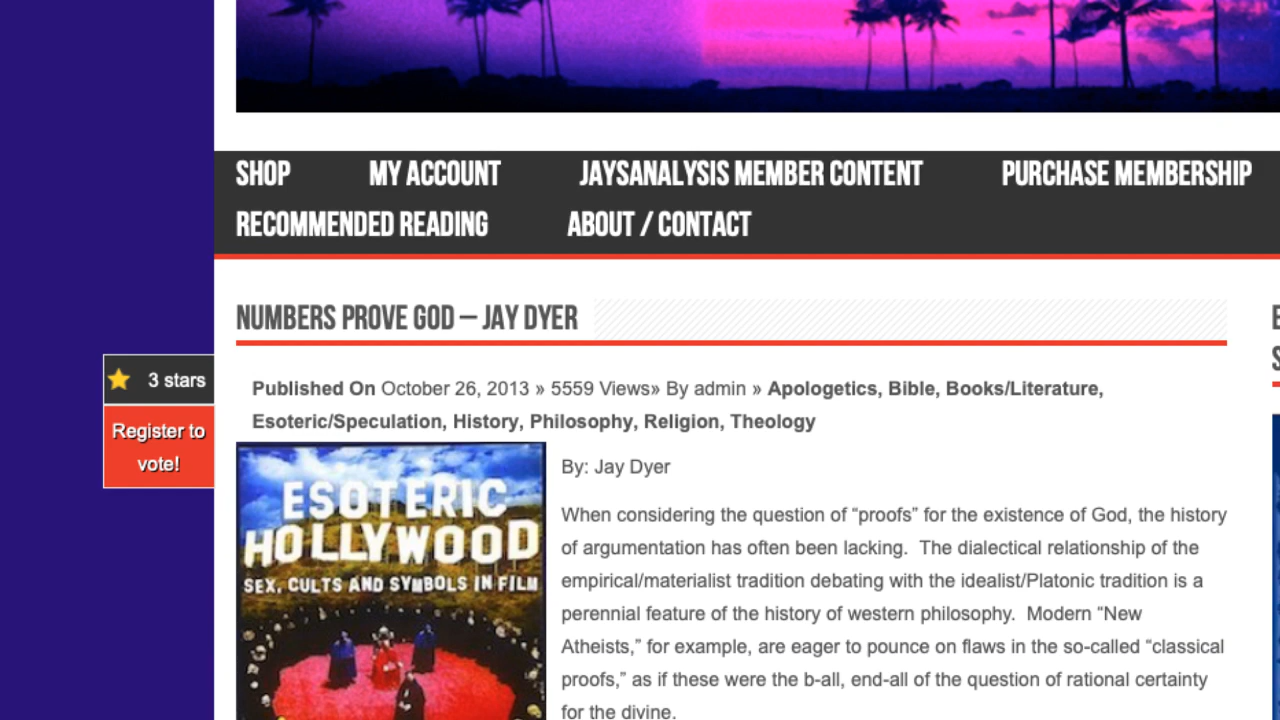 SHOP MY ACCOUNT JAYSANALYSIS MEMBER CONTENT PURCHASE MEMBERSHIP
RECOMMENDED READING ABOUT / CONTACT
NUMBERS PROVE GOD – JAY DYER
3 stars
Register to
vote!
Published On October 26, 2013 » 5559 Views» By admin » Apologetics, Bible, Books/Literature,
Esoteric/Speculation, History, Philosophy, Religion, Theology
ESOTERIC
HOLLYWOOD
SEX, CULTS AND SYMBOLS IN FILM
By: Jay Dyer
When considering the question of “proofs” for the existence of God, the history
of argumentation has often been lacking.  The dialectical relationship of the
empirical/materialist tradition debating with the idealist/Platonic tradition is a
perennial feature of the history of western philosophy.  Modern “New
Atheists,” for example, are eager to pounce on flaws in the so-called “classical
proofs,” as if these were the b-all, end-all of the question of rational certainty
for the divine.